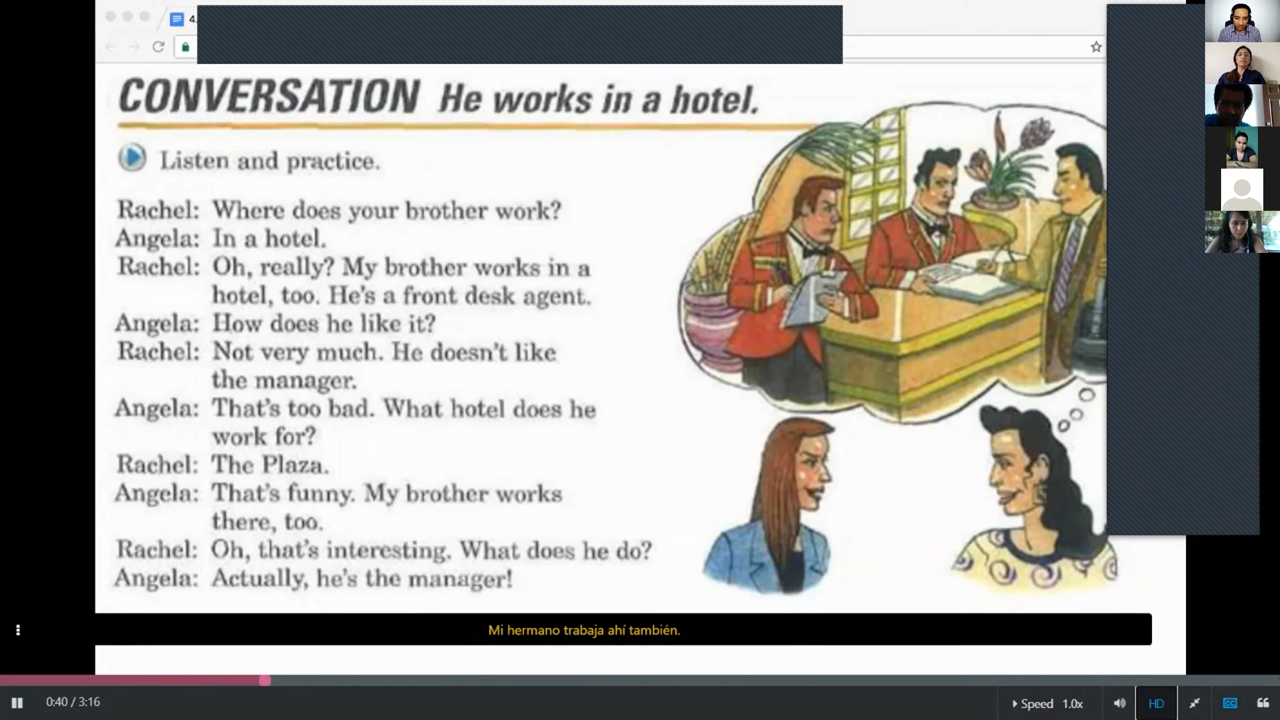 4.
CONVERSATION He works in a hotel.
Listen and practice.
Rachel: Where does your brother work?
Angela: In a hotel.
Rachel: Oh, really? My brother works in a
hotel, too. He's a front desk agent.
Angela: How does he like it?
Rachel: Not very much. He doesn't like
the manager.
Angela: That's too bad. What hotel does he
work for?
Rachel: The Plaza.
Angela: That's funny. My brother works
there, too.
Rachel: Oh, that's interesting. What does he do?
Angela: Actually, he's the manager!
Mi hermano trabaja ahí también.
0:40 / 3:16
Speed 1.0x
HD
CC